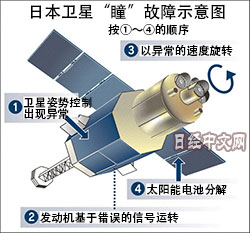 日本卫星“瞳”故障示意图
按①~④的顺序
③ 以异常的速度旋转
① 卫星姿势控制
出现异常
日经中文网
④ 太阳能电池分解
② 发动机基于错误的信号运转